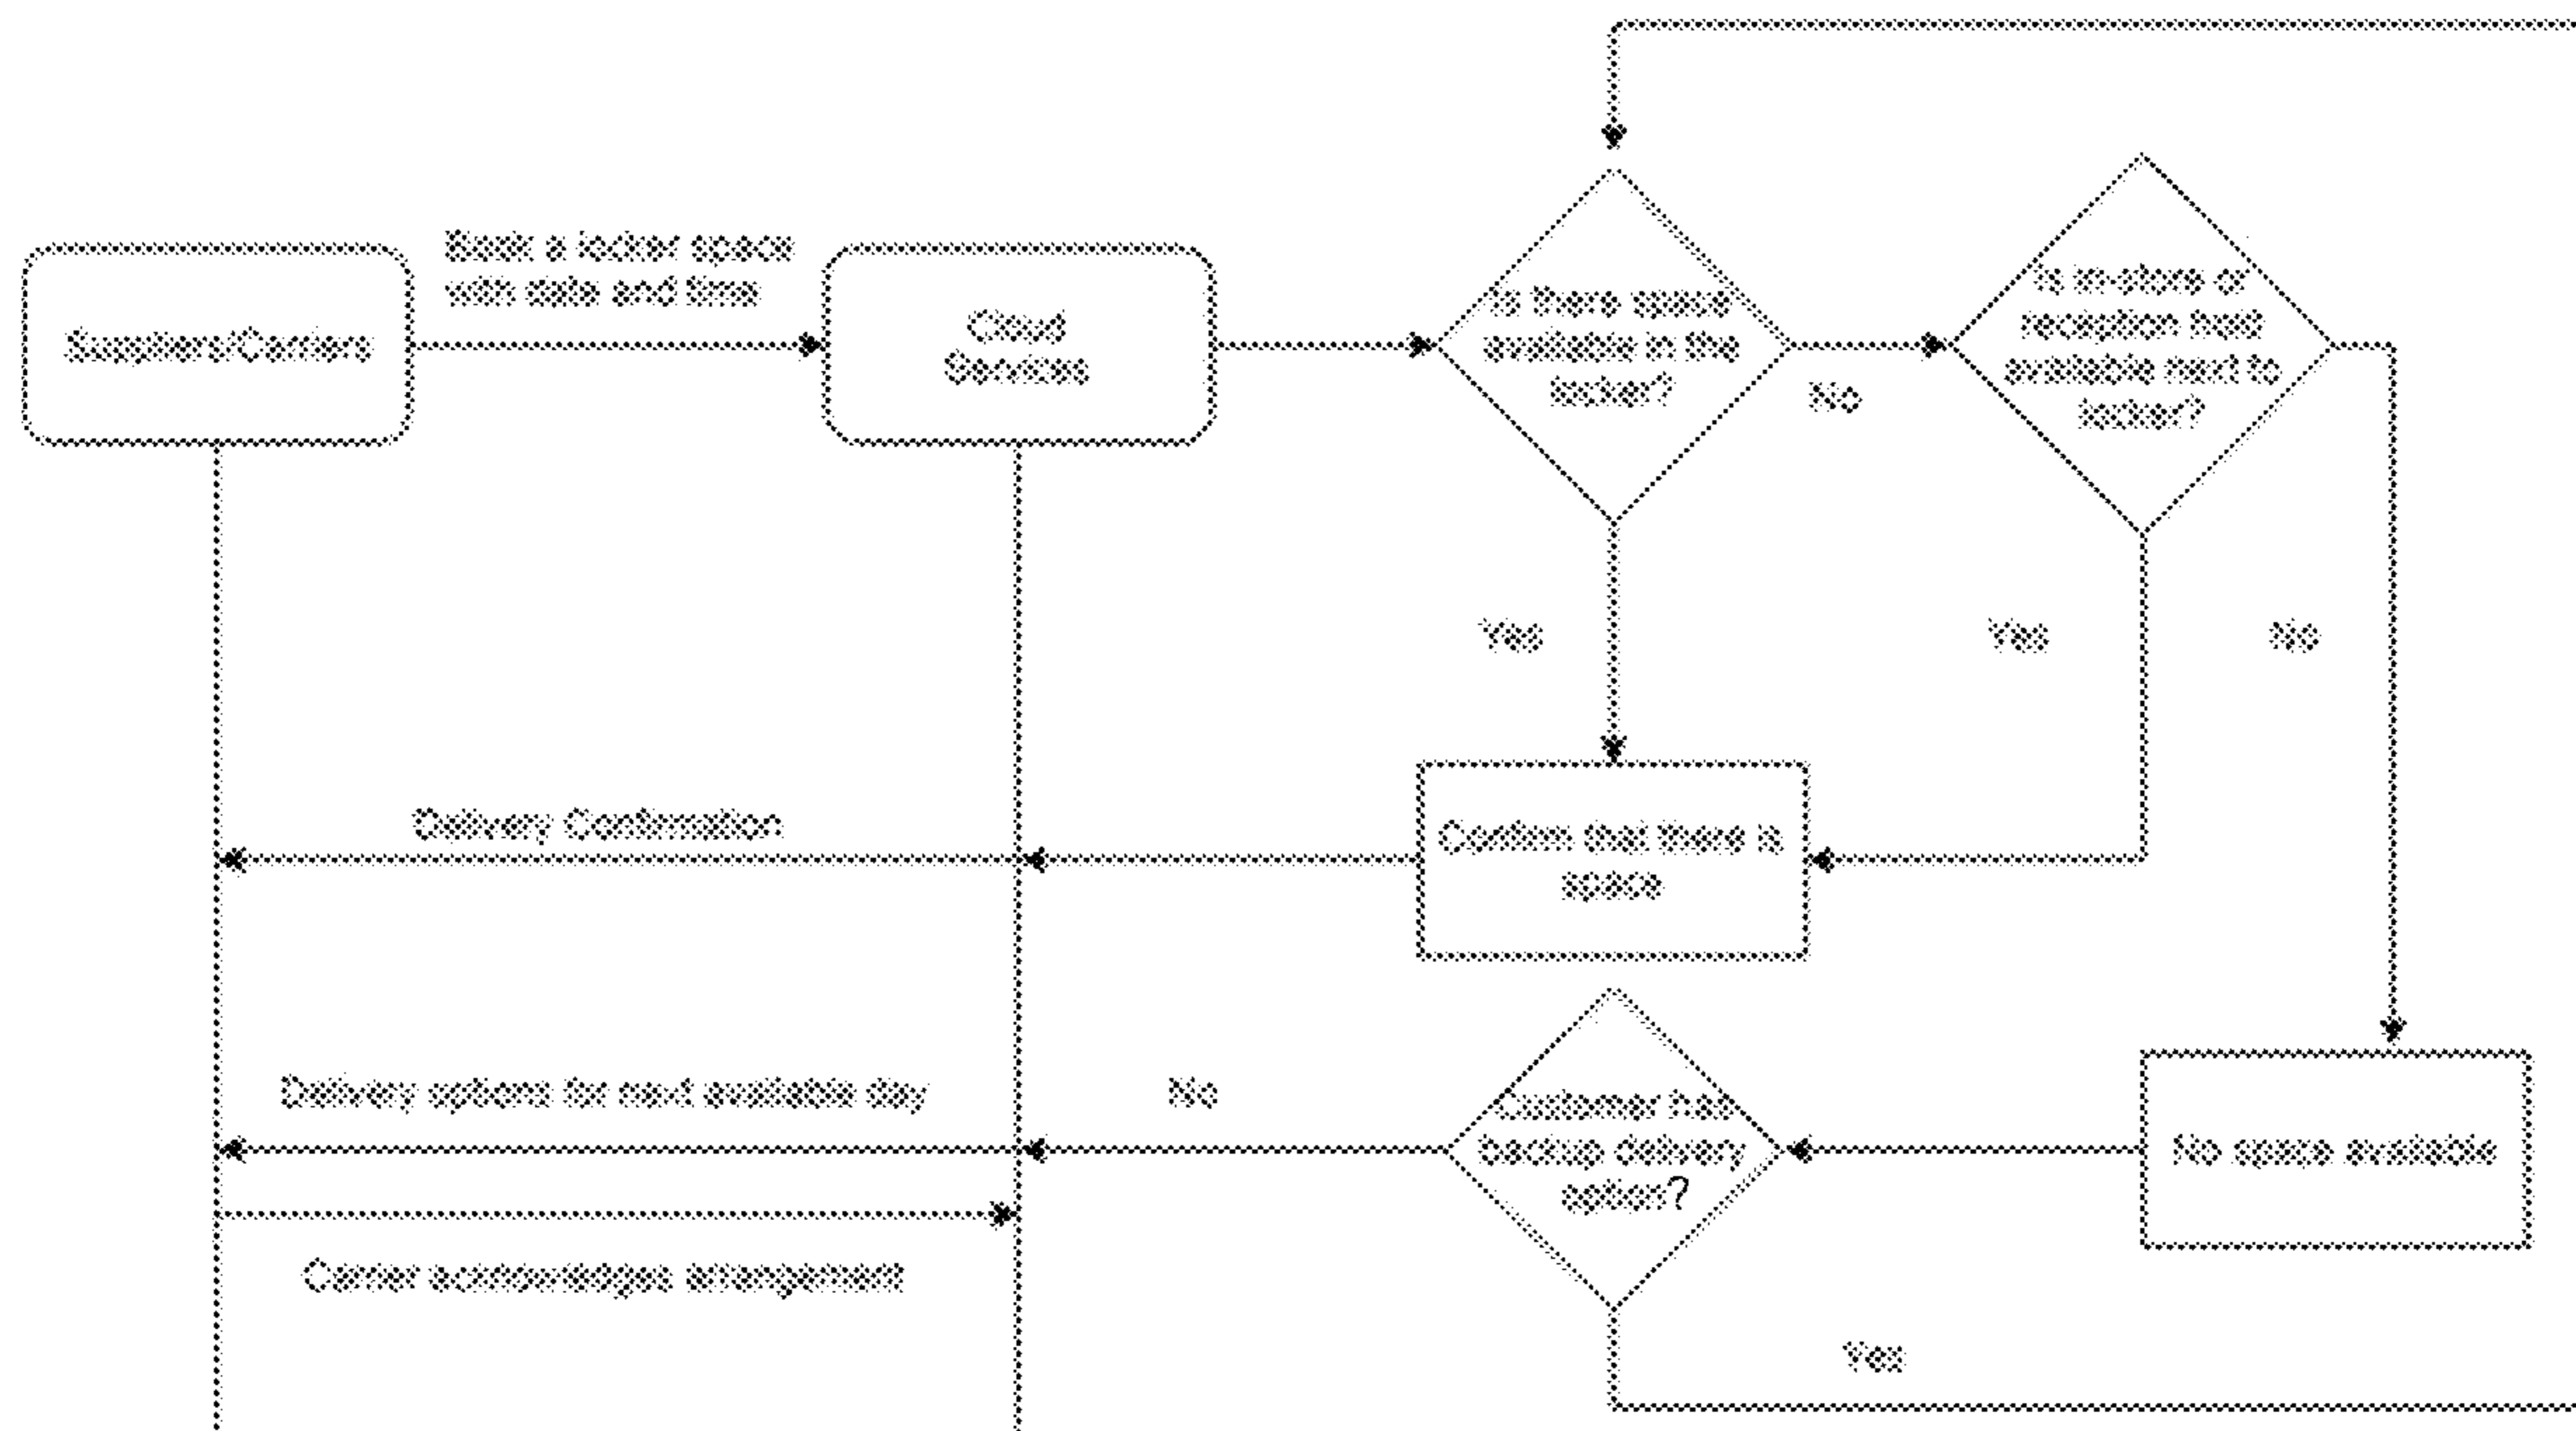 Book a locker space
with date and time
Suppliers/Carriers
Cloud
Services
Is there space
available in the
locker?
No
Is in-store or
reception held
available next to
locker?
Yes
Yes
No
Delivery Confirmation
Confirm that there is
space
Delivery options for next available day
No
Customer has
backup delivery
option?
No space available
Carrier acknowledges arrangement
Yes